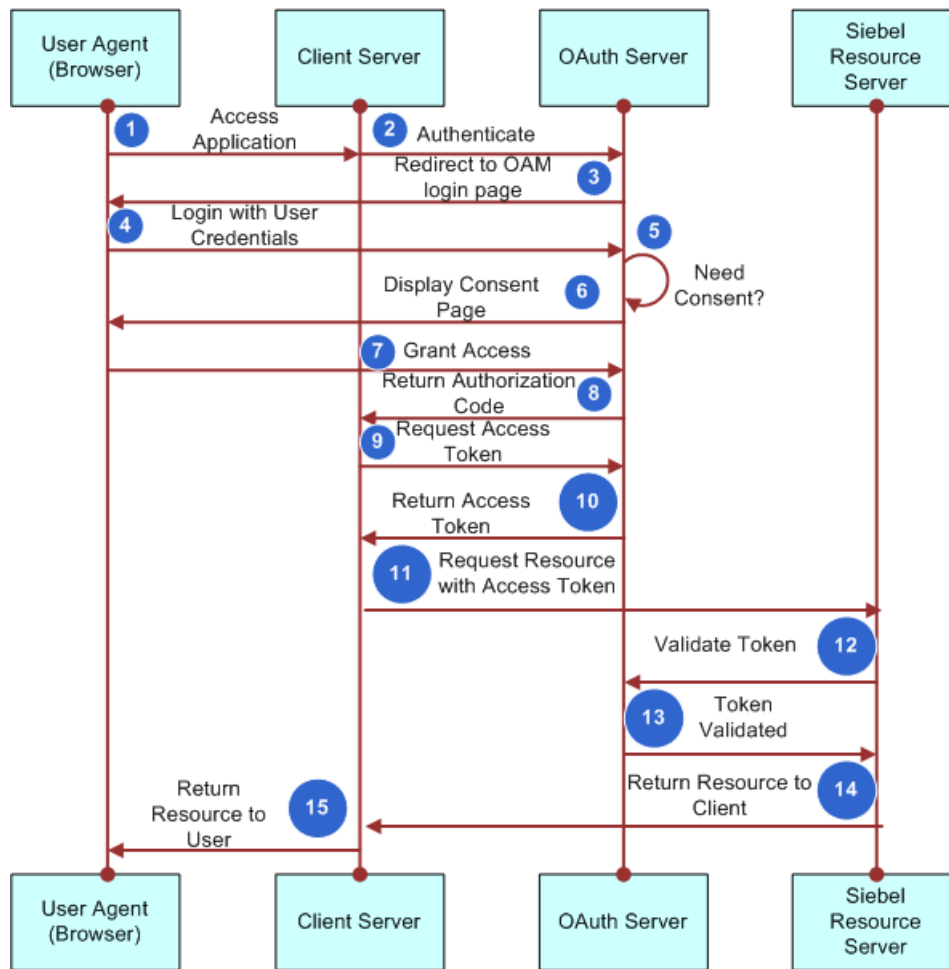 User Agent
(Browser)
Client Server
OAuth Server
Siebel
Resource
Server
1
Access
Application
2
Authenticate
Redirect to OAM
login page
3
4
Login with User
Credentials
5
Need
Consent?
Display Consent
Page
6
7
Grant Access
Return Authorization
Code
8
9
Request Access
Token
Return Access
Token
10
11
Request Resource
with Access Token
Validate Token
12
13
Token
Validated
Return Resource to
Client
14
Return
Resource to
User
15
User Agent
(Browser)
Client Server
OAuth Server
Siebel
Resource
Server